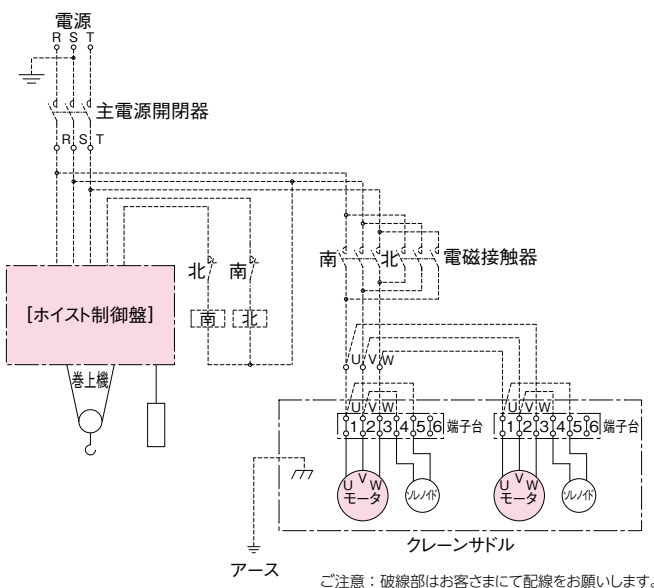 電源
R S T
主電源開閉器
R S T
北 南
南 北 電磁接触器
[ホイスト制御盤]
[南] [北]
巻上機
U V W
U V W
1 2 3 4 5 6 端子台
U V W
1 2 3 4 5 6 端子台
U V W
モータ
ソレノイド
U V W
モータ
ソレノイド
クレーンサドル
アース
ご注意：破線部はお客さまにて配線をお願いします。